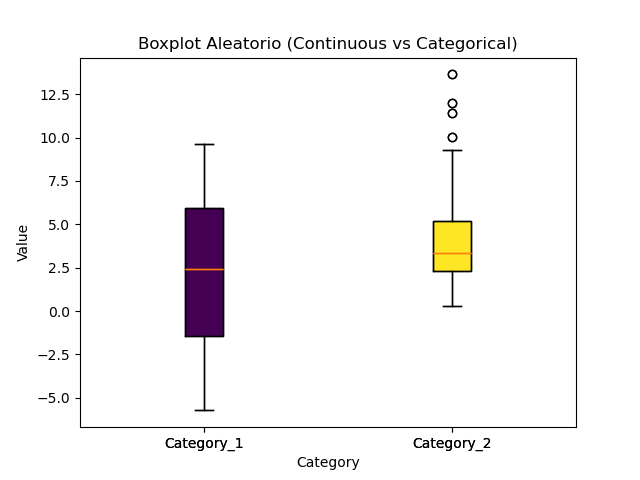 Boxplot Aleatorio (Continuous vs Categorical)
12.5
10.0
7.5
5.0
2.5
0.0
−2.5
−5.0
Value
Category_1
Category_2
Category